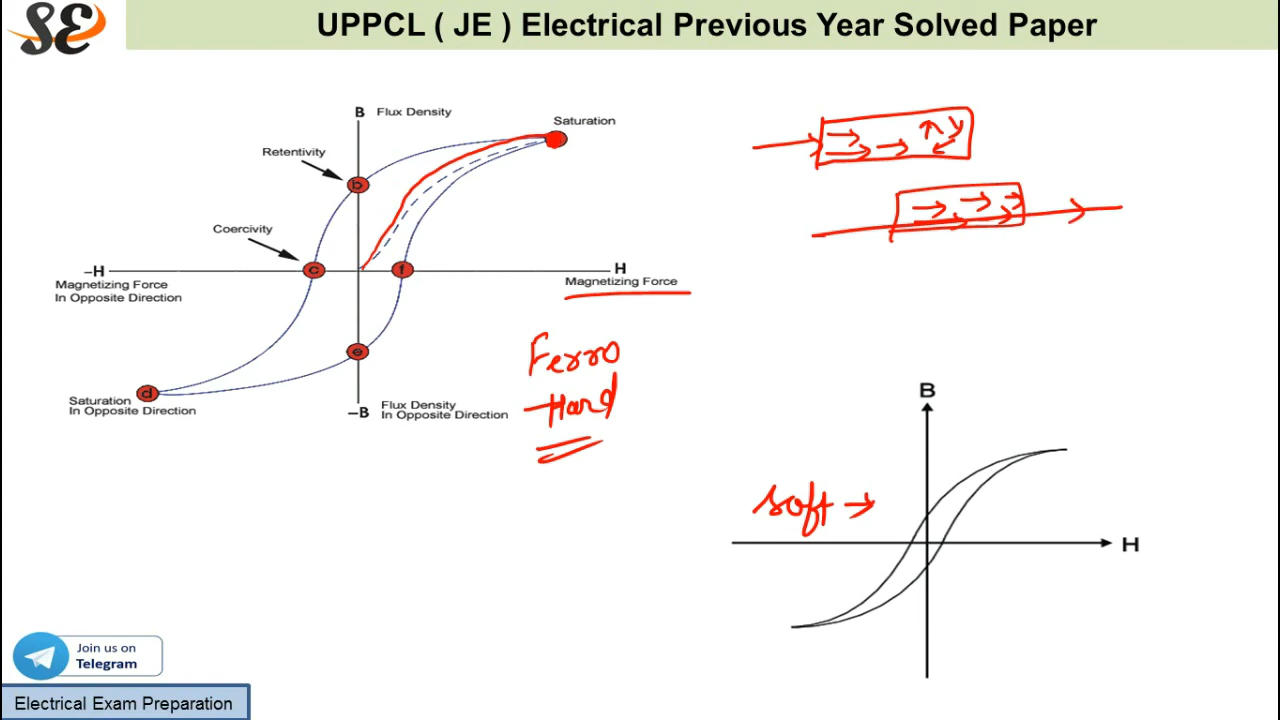 SE
UPPCL ( JE ) Electrical Previous Year Solved Paper
B Flux Density
Saturation
Retentivity
b
Coercivity
c
f
–H
H
Magnetizing Force
In Opposite Direction
Magnetizing Force
e
Ferro
Hard
d
Saturation
In Opposite Direction
–B Flux Density
In Opposite Direction
B
soft →
H
Join us on
Telegram
Electrical Exam Preparation